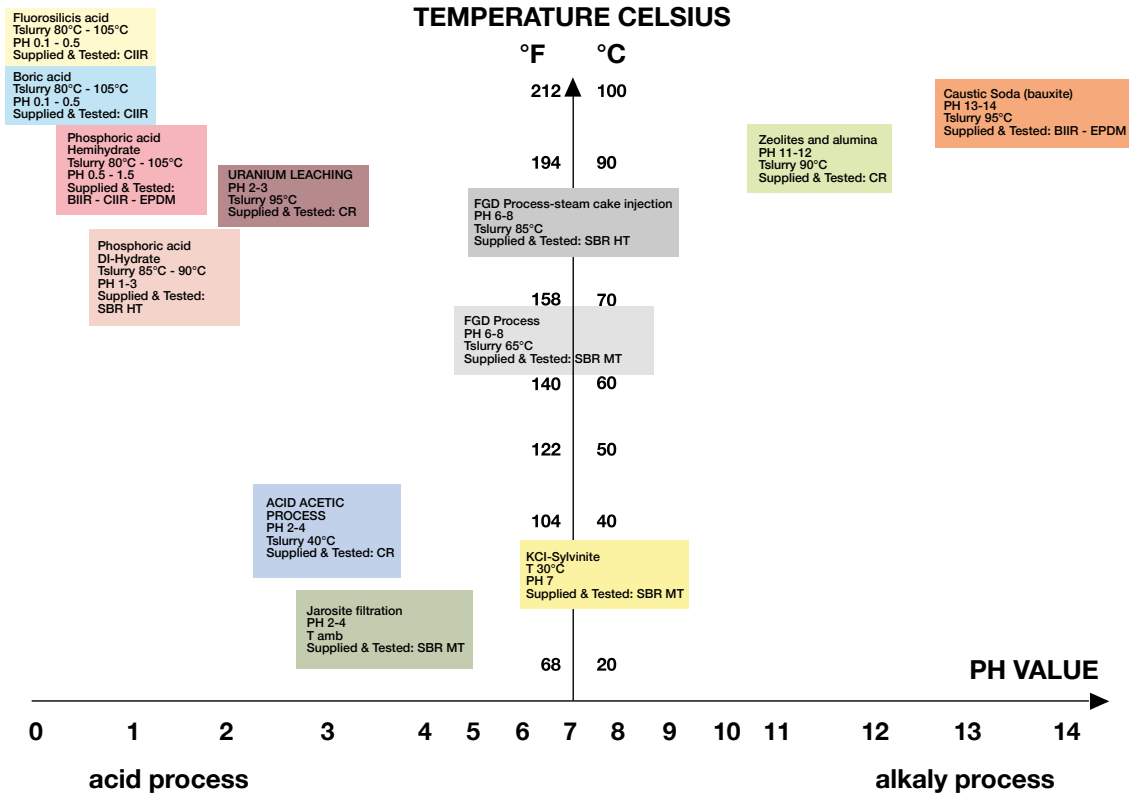 TEMPERATURE CELSIUS
°F °C
Fluorosilicis acid
Tslurry 80°C - 105°C
PH 0.1 - 0.5
Supplied & Tested: CIIR
Boric acid
Tslurry 80°C - 105°C
PH 0.1 - 0.5
Supplied & Tested: CIIR
Phosphoric acid
Hemihydrate
Tslurry 80°C - 105°C
PH 0.5 - 1.5
Supplied & Tested:
BIIR - CIIR - EPDM
URANIUM LEACHING
PH 2-3
Tslurry 95°C
Supplied & Tested: CR
Phosphoric acid
DI-Hydrate
Tslurry 85°C - 90°C
PH 1-3
Supplied & Tested:
SBR HT
FGD Process-steam cake injection
PH 6-8
Tslurry 85°C
Supplied & Tested: SBR HT
FGD Process
PH 6-8
Tslurry 65°C
Supplied & Tested: SBR MT
Zeolites and alumina
PH 11-12
Tslurry 90°C
Supplied & Tested: CR
Caustic Soda (bauxite)
PH 13-14
Tslurry 95°C
Supplied & Tested: BIIR - EPDM
ACID ACETIC
PROCESS
PH 2-4
Tslurry 40°C
Supplied & Tested: CR
KCI-Sylvinite
T 30°C
PH 7
Supplied & Tested: SBR MT
Jarosite filtration
PH 2-4
T amb
Supplied & Tested: SBR MT
212 100
194 90
158 70
140 60
122 50
104 40
68 20
PH VALUE
0 1 2 3 4 5 6 7 8 9 10 11 12 13 14
acid process
alkaly process